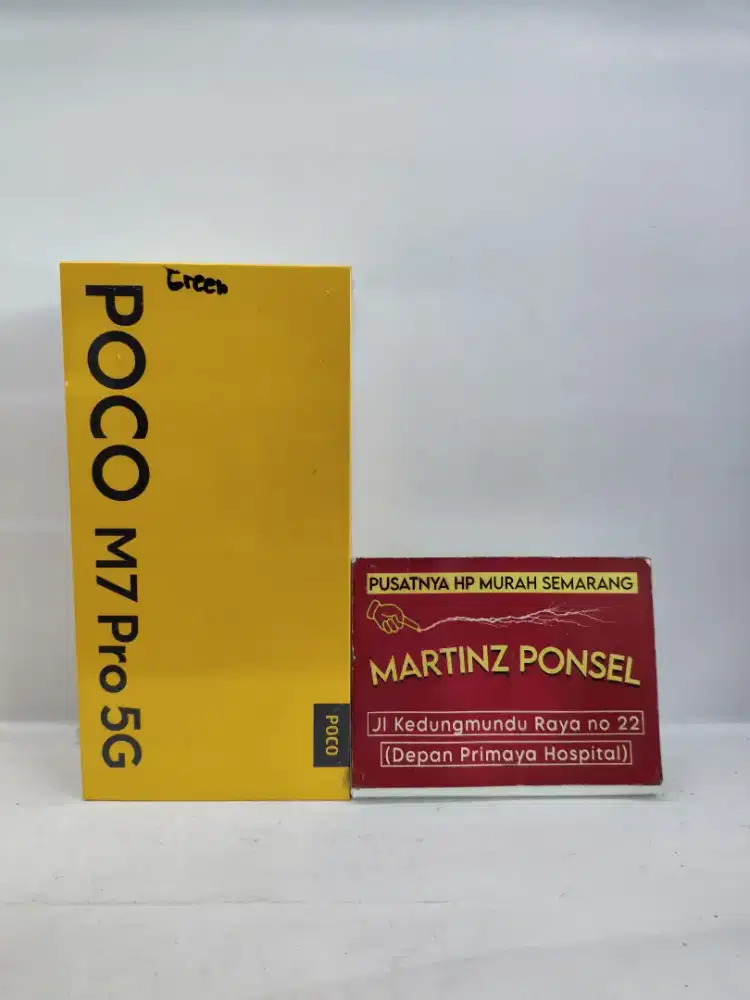 Green
POCO M7 Pro 5G
POCO
PUSATNYA HP MURAH SEMARANG
MARTINZ PONSEL
Jl Kedungmundu Raya no 22
(Depan Primaya Hospital)